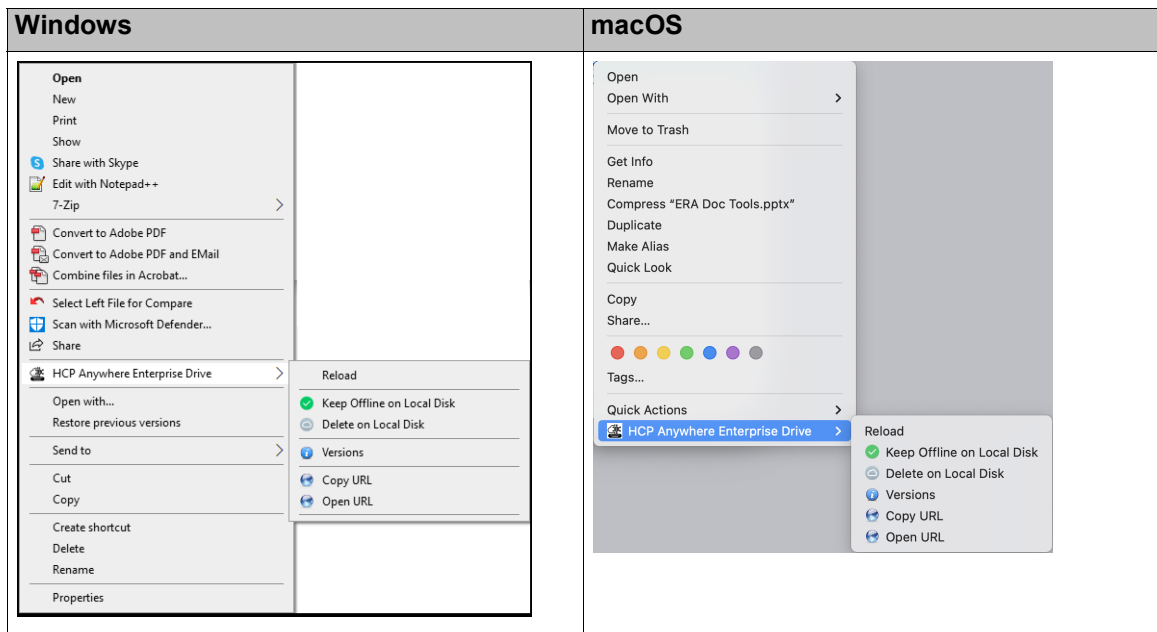 Windows
Open
New
Print
Show
Share with Skype
Edit with Notepad++
7-Zip
Convert to Adobe PDF
Convert to Adobe PDF and EMail
Combine files in Acrobat...
Select Left File for Compare
Scan with Microsoft Defender...
Share
HCP Anywhere Enterprise Drive
Open with...
Restore previous versions
Send to
Cut
Copy
Create shortcut
Delete
Rename
Properties
Reload
Keep Offline on Local Disk
Delete on Local Disk
Versions
Copy URL
Open URL
macOS
Open
Open With
Move to Trash
Get Info
Rename
Compress “ERA Doc Tools.pptx”
Duplicate
Make Alias
Quick Look
Copy
Share...
Tags...
Quick Actions
HCP Anywhere Enterprise Drive
Reload
Keep Offline on Local Disk
Delete on Local Disk
Versions
Copy URL
Open URL